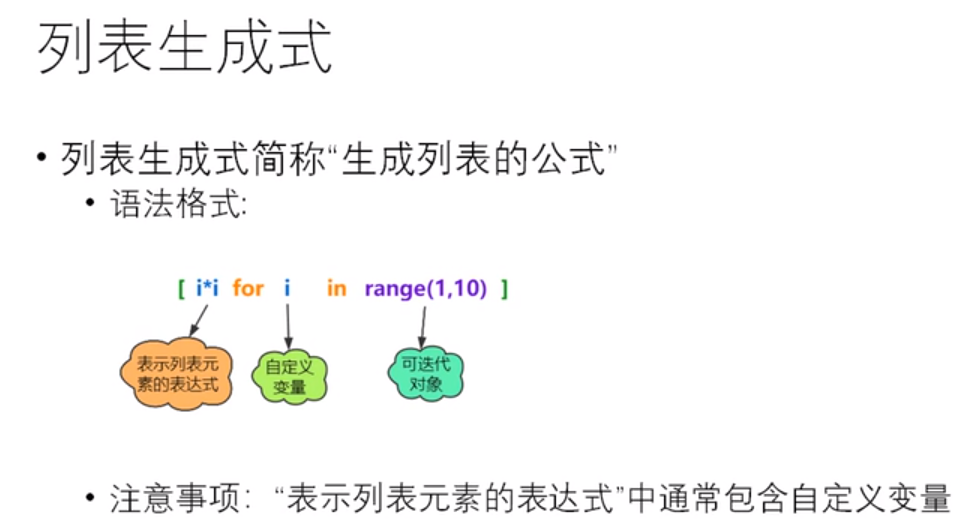 列表生成式
• 列表生成式简称“生成列表的公式”
• 语法格式:
[ i*i for i in range(1,10) ]
表示列表元
素的表达式
自定义
变量
可迭代
对象
• 注意事项：“表示列表元素的表达式”中通常包含自定义变量